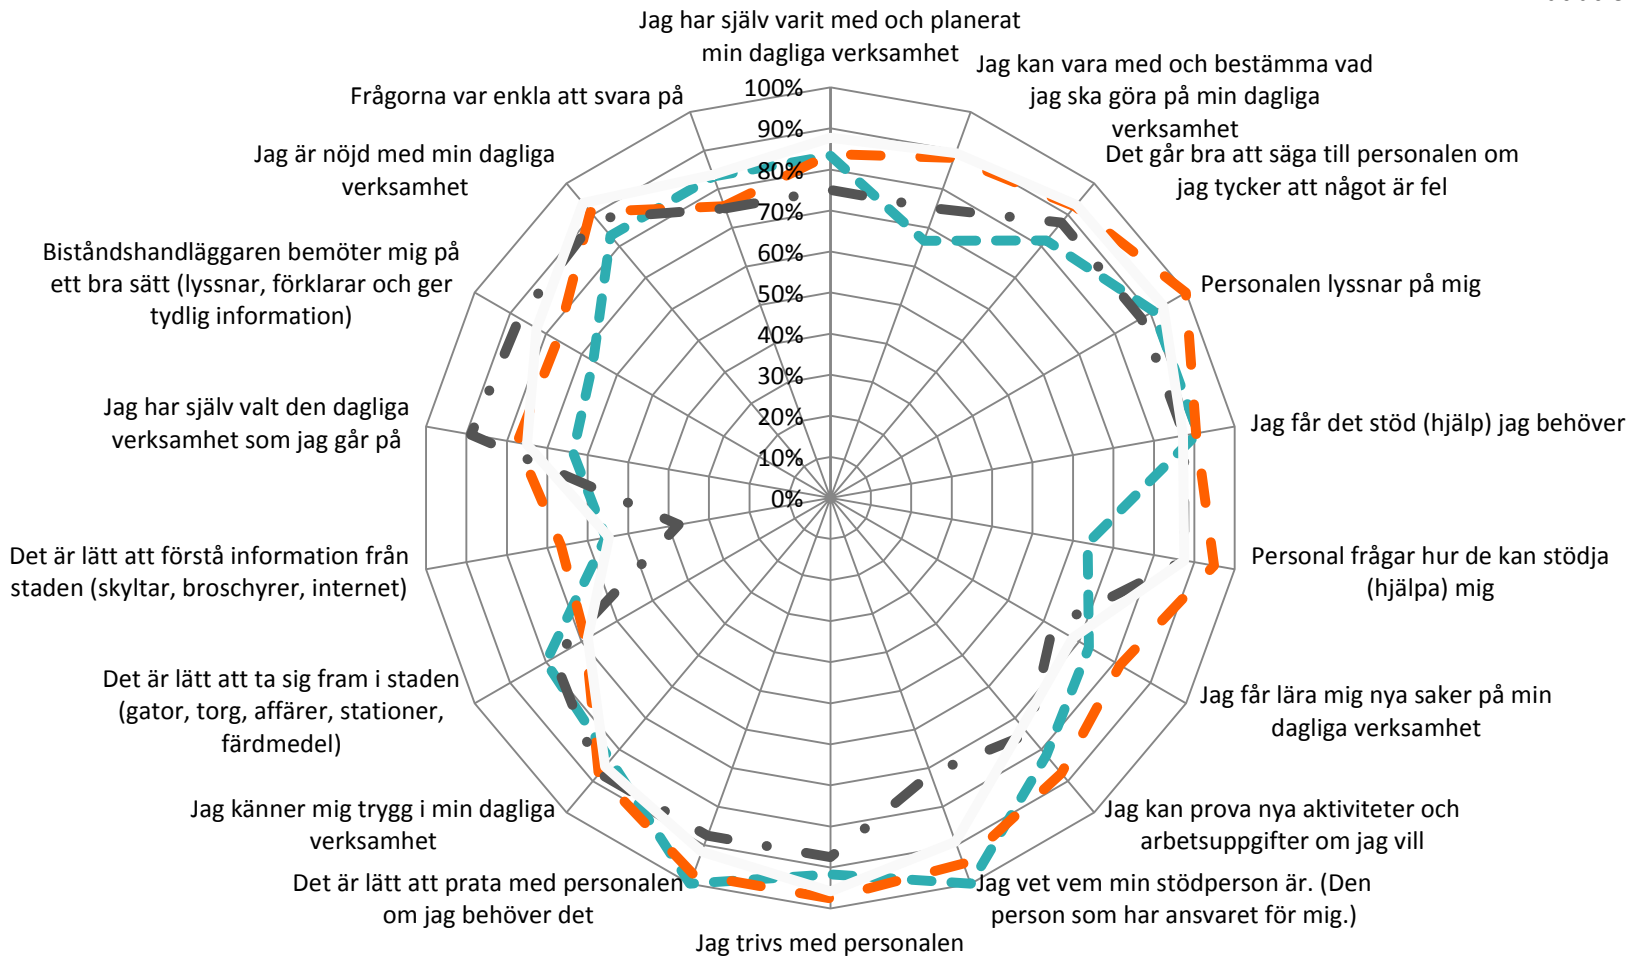 Jag har själv varit med och planerat
min dagliga verksamhet
Jag kan vara med och bestämma vad
jag ska göra på min dagliga
verksamhet
Det går bra att säga till personalen om
jag tycker att något är fel
Personalen lyssnar på mig
Jag får det stöd (hjälp) jag behöver
Personal frågar hur de kan stödja
(hjälpa) mig
Jag får lära mig nya saker på min
dagliga verksamhet
Jag kan prova nya aktiviteter och
arbetsuppgifter om jag vill
Jag vet vem min stödperson är. (Den
person som har ansvaret för mig.)
Jag trivs med personalen
Det är lätt att prata med personalen
om jag behöver det
Jag känner mig trygg i min dagliga
verksamhet
Det är lätt att ta sig fram i staden
(gator, torg, affärer, stationer,
färdmedel)
Det är lätt att förstå information från
staden (skyltar, broschyrer, internet)
Jag har själv valt den dagliga
verksamhet som jag går på
Biståndshandläggaren bemöter mig på
ett bra sätt (lyssnar, förklarar och ger
tydlig information)
Jag är nöjd med min dagliga
verksamhet
Frågorna var enkla att svara på
100%
90%
80%
70%
60%
50%
40%
30%
20%
10%
0%